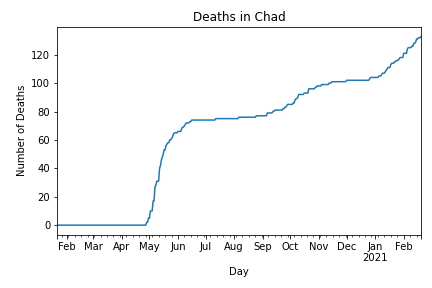 Deaths in Chad
Number of Deaths
120
100
80
60
40
20
0
Feb Mar Apr May Jun Jul Aug Sep Oct Nov Dec Jan Feb
2021
Day